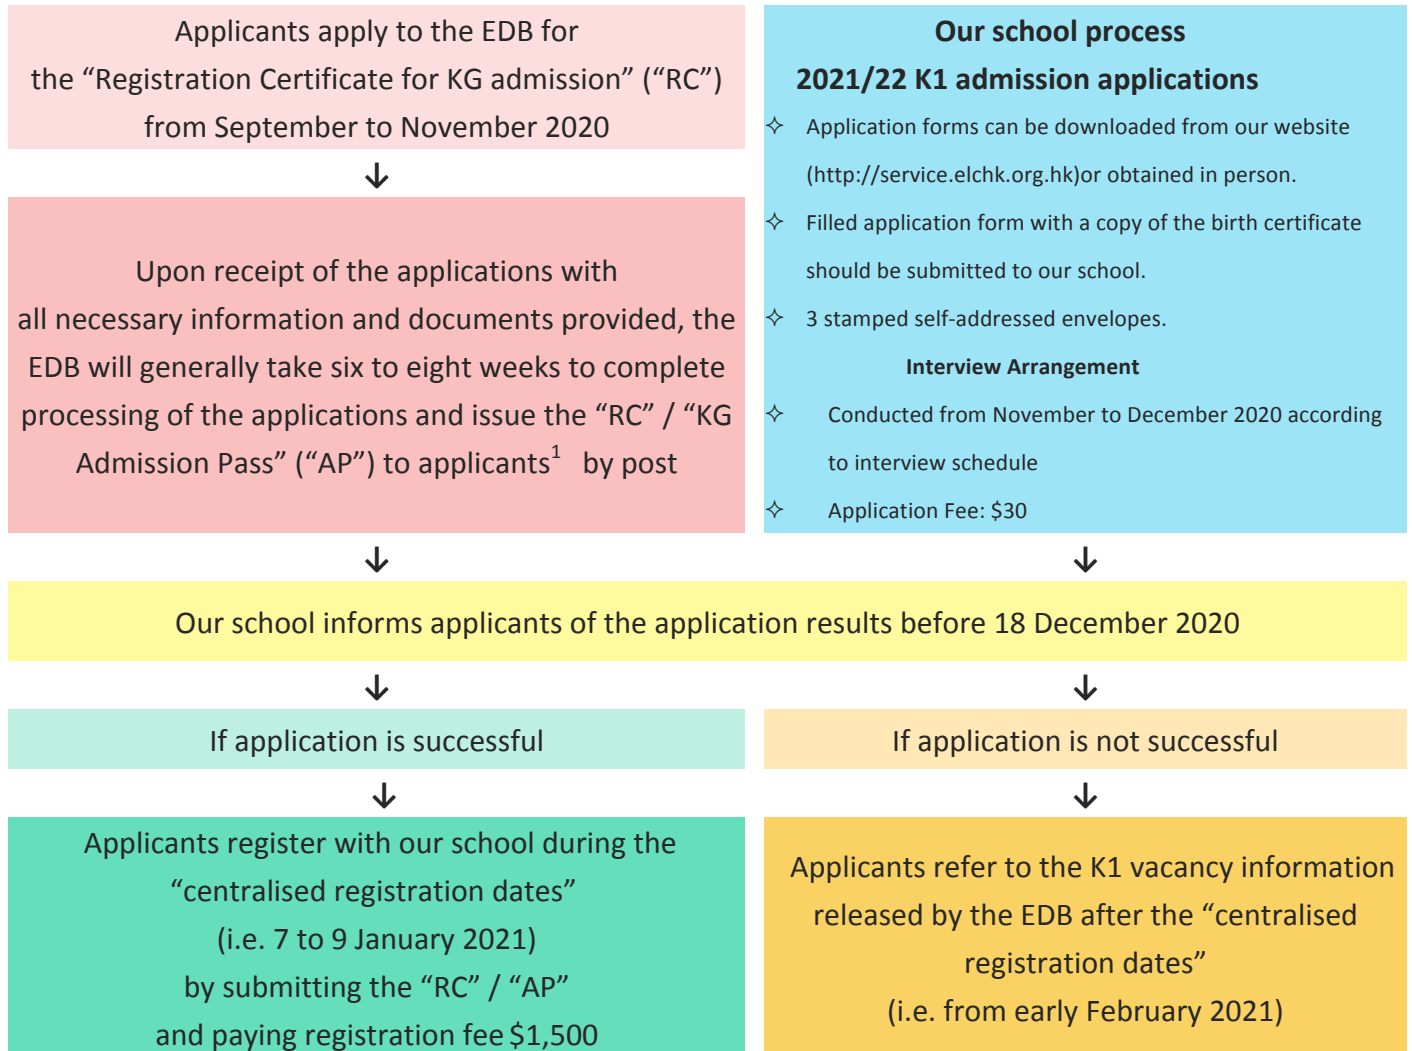 Applicants apply to the EDB for
the “Registration Certificate for KG admission” (“RC”)
from September to November 2020
↓
Upon receipt of the applications with
all necessary information and documents provided, the
EDB will generally take six to eight weeks to complete
processing of the applications and issue the “RC” / “KG
Admission Pass” (“AP”) to applicants1 by post
Our school process
2021/22 K1 admission applications
✧ Application forms can be downloaded from our website
(http://service.elchk.org.hk)or obtained in person.
✧ Filled application form with a copy of the birth certificate
should be submitted to our school.
✧ 3 stamped self-addressed envelopes.
Interview Arrangement
✧ Conducted from November to December 2020 according
to interview schedule
✧ Application Fee: $30
↓ ↓
Our school informs applicants of the application results before 18 December 2020
↓ ↓
If application is successful
↓
Applicants register with our school during the
“centralised registration dates”
(i.e. 7 to 9 January 2021)
by submitting the “RC” / “AP”
and paying registration fee $1,500
If application is not successful
↓
Applicants refer to the K1 vacancy information
released by the EDB after the “centralised
registration dates”
(i.e. from early February 2021)